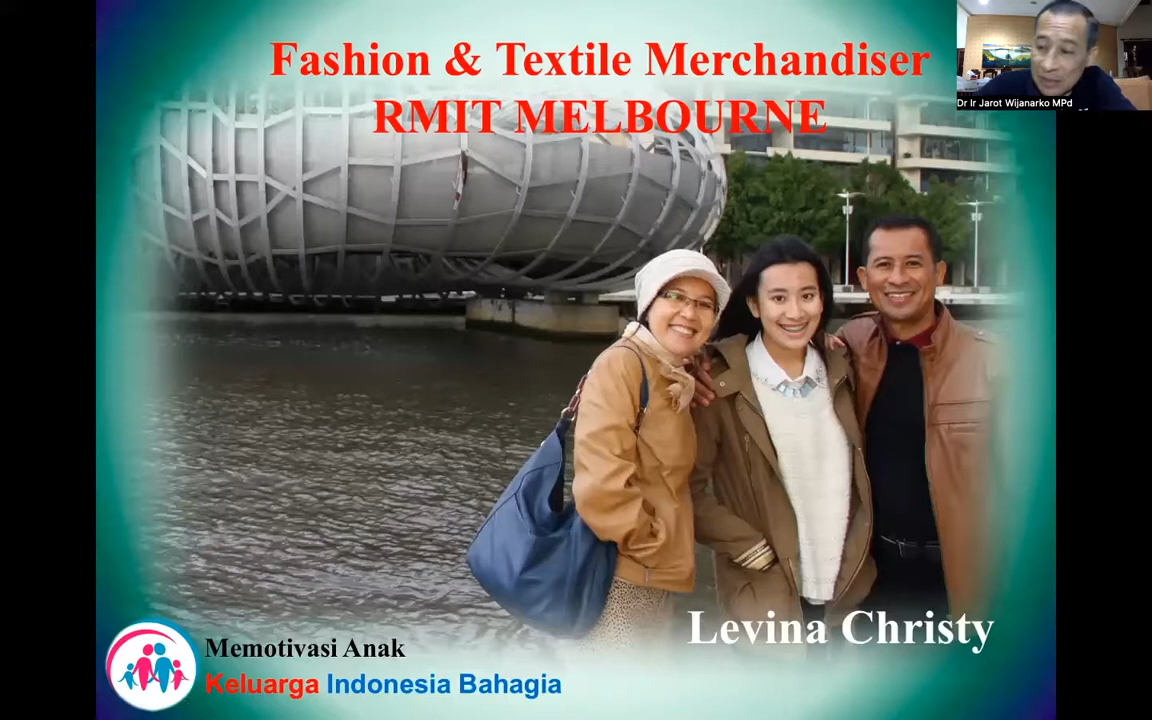 Fashion & Textile Merchandiser
RMIT MELBOURNE
Dr Ir Jarot Wijanarko MPd
Levina Christy
Memotivasi Anak
Keluarga Indonesia Bahagia